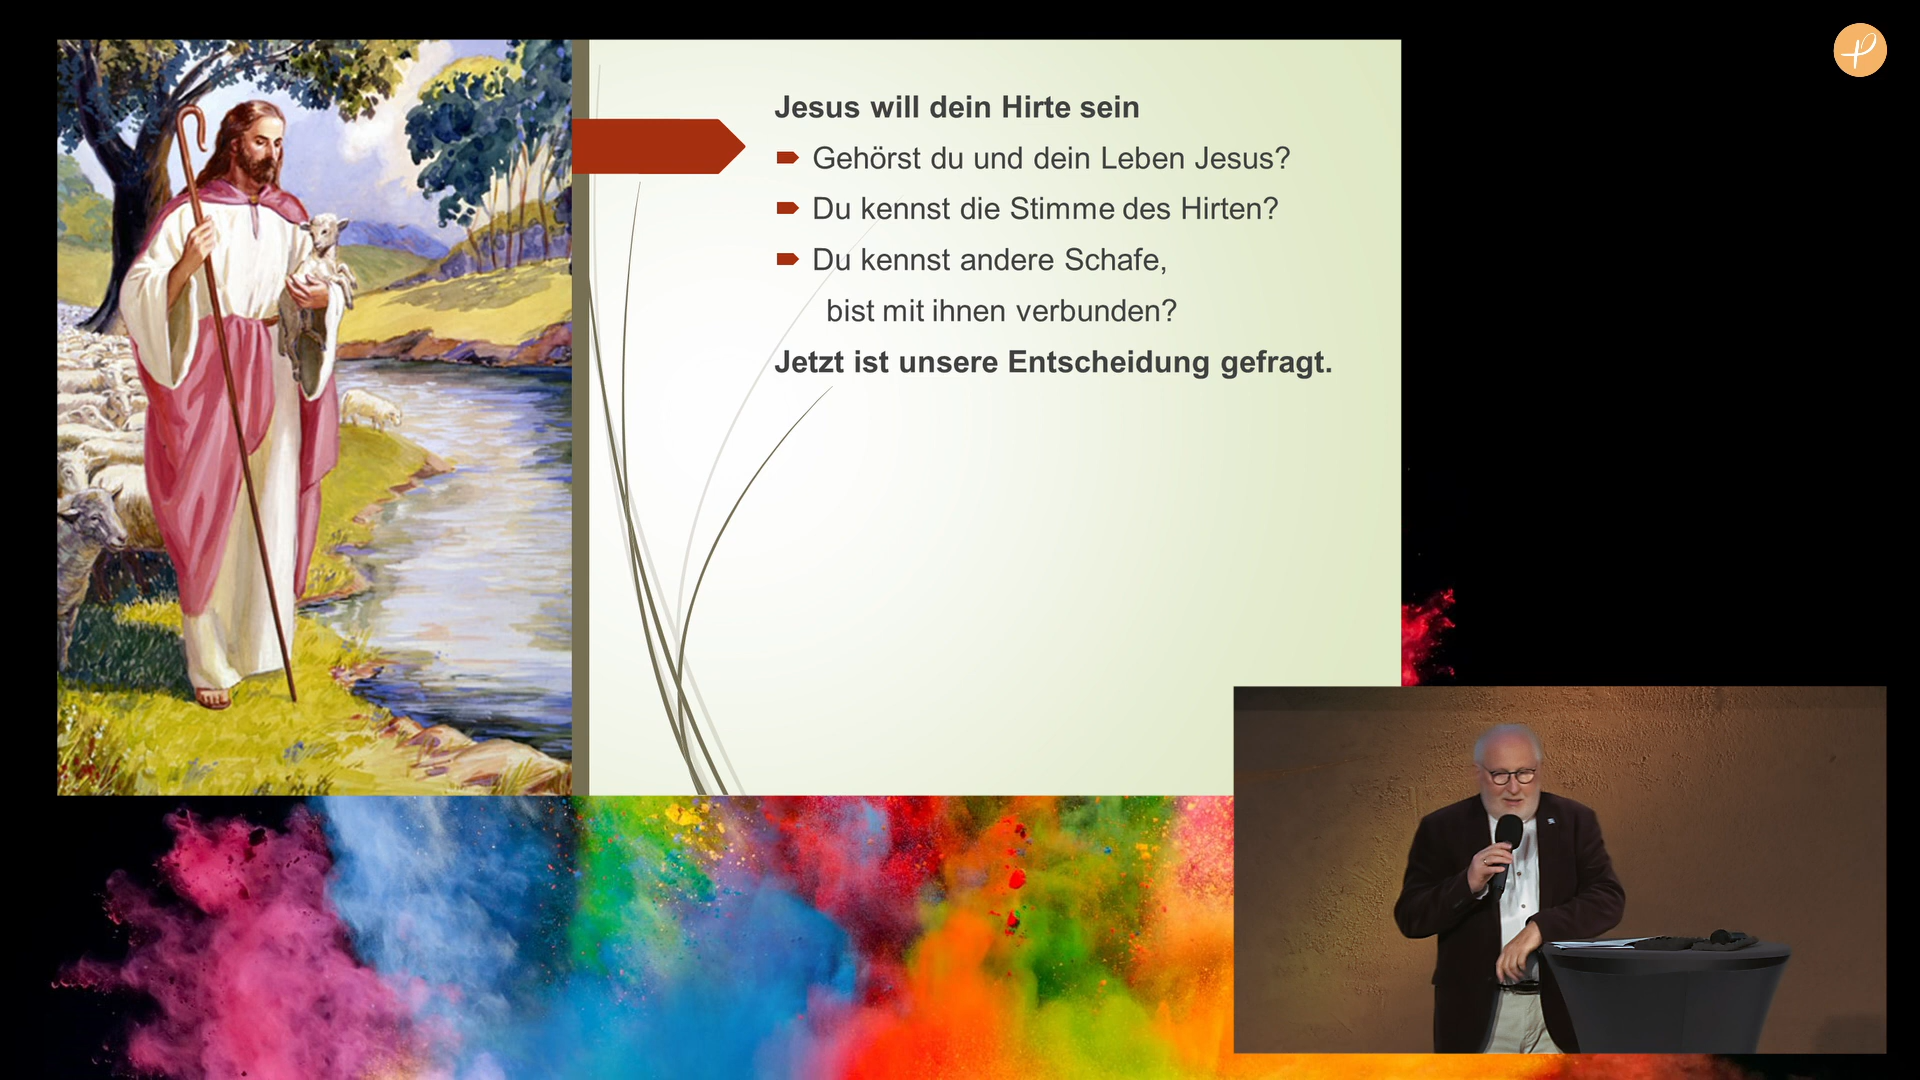 Jesus will dein Hirte sein
Gehörst du und dein Leben Jesus?
Du kennst die Stimme des Hirten?
Du kennst andere Schafe,
bist mit ihnen verbunden?
Jetzt ist unsere Entscheidung gefragt.